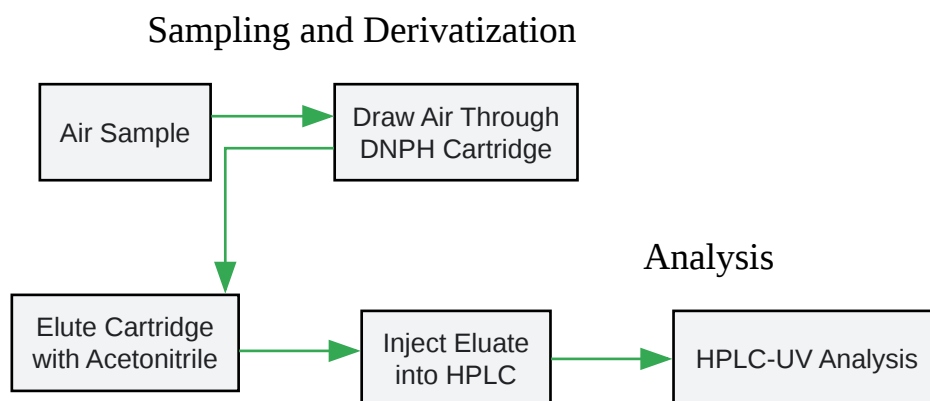 Sampling and Derivatization
Air Sample
Draw Air Through
DNPH Cartridge
Elute Cartridge
with Acetonitrile
Inject Eluate
into HPLC
Analysis
HPLC-UV Analysis